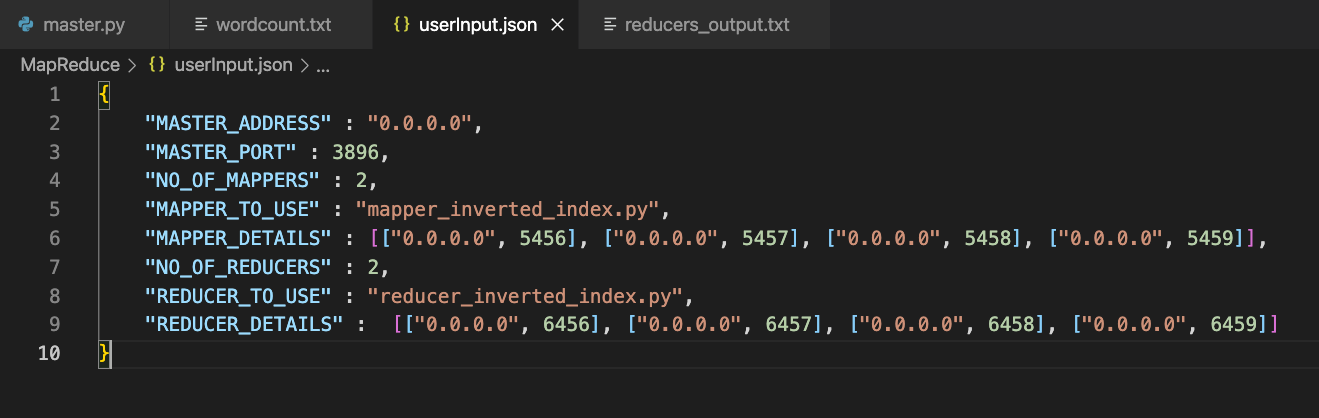 master.py wordcount.txt {} userInput.json × reducers_output.txt
MapReduce > {} userInput.json > ...
1 {
2 "MASTER_ADDRESS" : "0.0.0.0",
3 "MASTER_PORT" : 3896,
4 "NO_OF_MAPPERS" : 2,
5 "MAPPER_TO_USE" : "mapper_inverted_index.py",
6 "MAPPER_DETAILS" : [["0.0.0.0", 5456], ["0.0.0.0", 5457], ["0.0.0.0", 5458], ["0.0.0.0", 5459]],
7 "NO_OF_REDUCERS" : 2,
8 "REDUCER_TO_USE" : "reducer_inverted_index.py",
9 "REDUCER_DETAILS" :  [["0.0.0.0", 6456], ["0.0.0.0", 6457], ["0.0.0.0", 6458], ["0.0.0.0", 6459]]
10 }